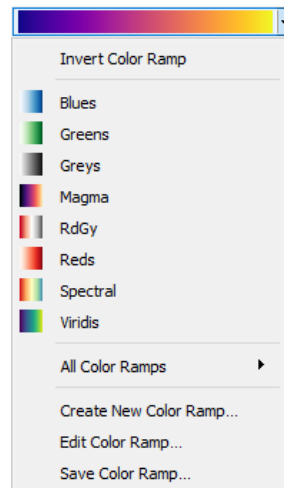 Invert Color Ramp
Blues
Greens
Greys
Magma
RdGy
Reds
Spectral
Viridis
All Color Ramps
Create New Color Ramp...
Edit Color Ramp...
Save Color Ramp...